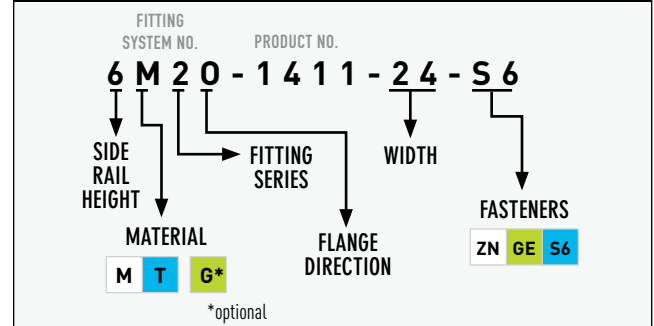 FITTING
SYSTEM NO. PRODUCT NO.
6M20-1411-24-S6
SIDE
RAIL
HEIGHT
FITTING
SERIES
WIDTH
MATERIAL
M T G*
*optional
FLANGE
DIRECTION
FASTENERS
ZN GE S6